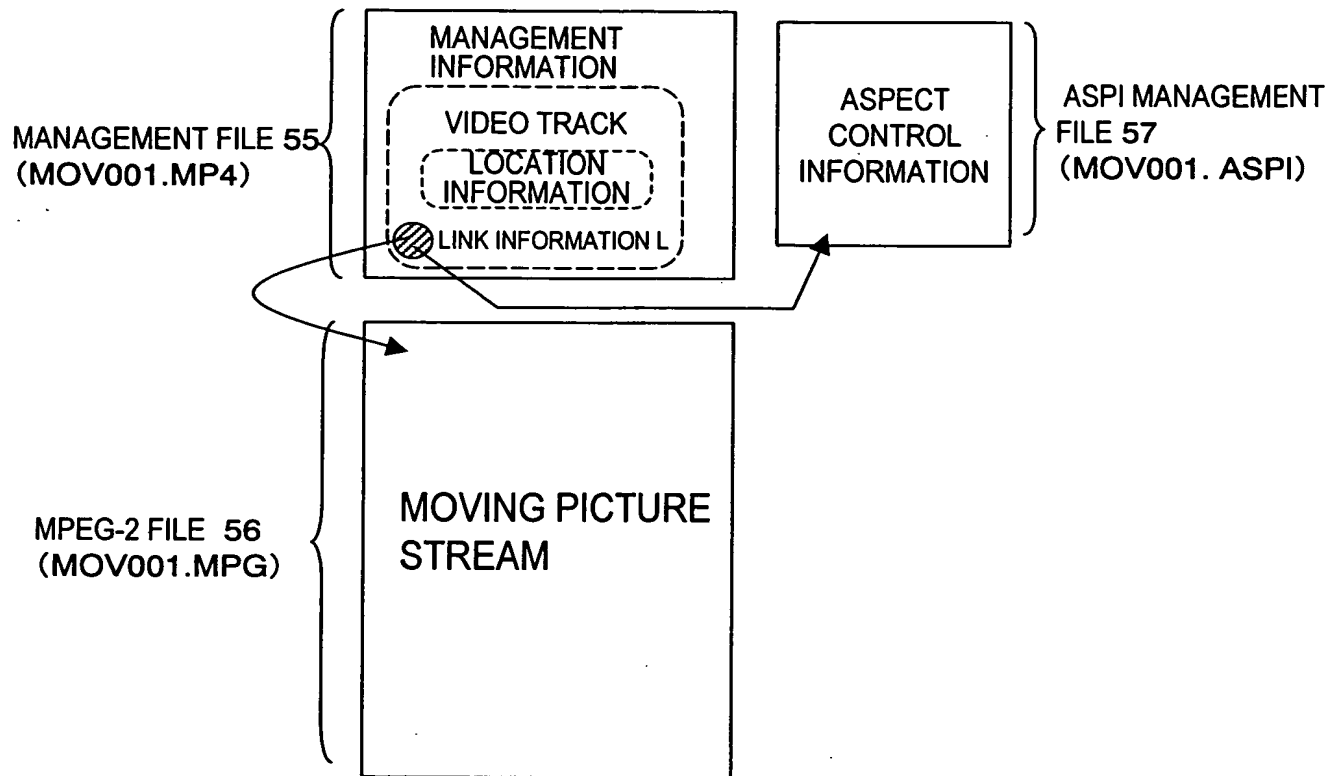 MANAGEMENT FILE 55
(MOV001.MP4)
MANAGEMENT
INFORMATION
VIDEO TRACK
LOCATION
INFORMATION
LINK INFORMATION L
ASPECT
CONTROL
INFORMATION
ASPI MANAGEMENT
FILE 57
(MOV001. ASPI)
MPEG-2 FILE 56
(MOV001.MPG)
MOVING PICTURE
STREAM